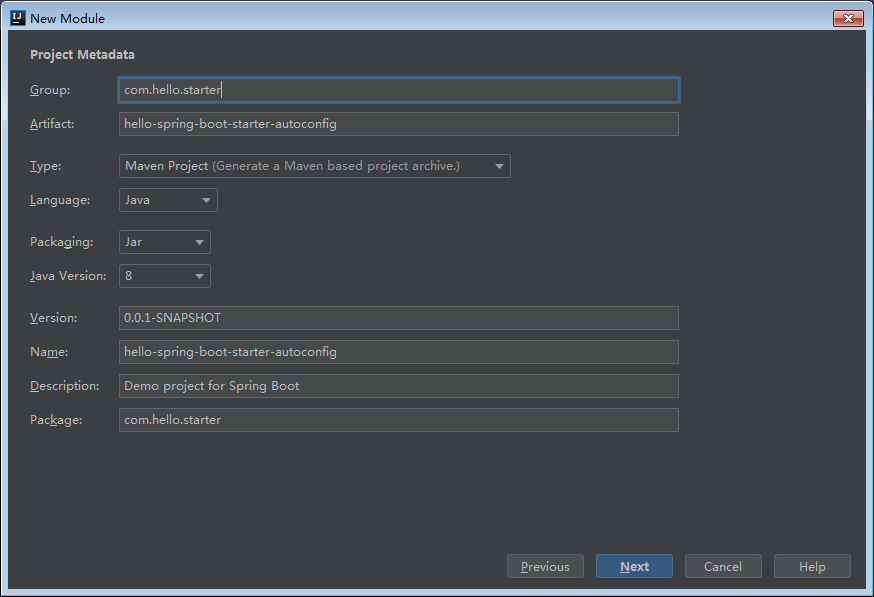 New Module
Project Metadata
Group: com.hello.starter
Artifact: hello-spring-boot-starter-autoconfig
Type: Maven Project (Generate a Maven based project archive.)
Language: Java
Packaging: Jar
Java Version: 8
Version: 0.0.1-SNAPSHOT
Name: hello-spring-boot-starter-autoconfig
Description: Demo project for Spring Boot
Package: com.hello.starter
Previous Next Cancel Help